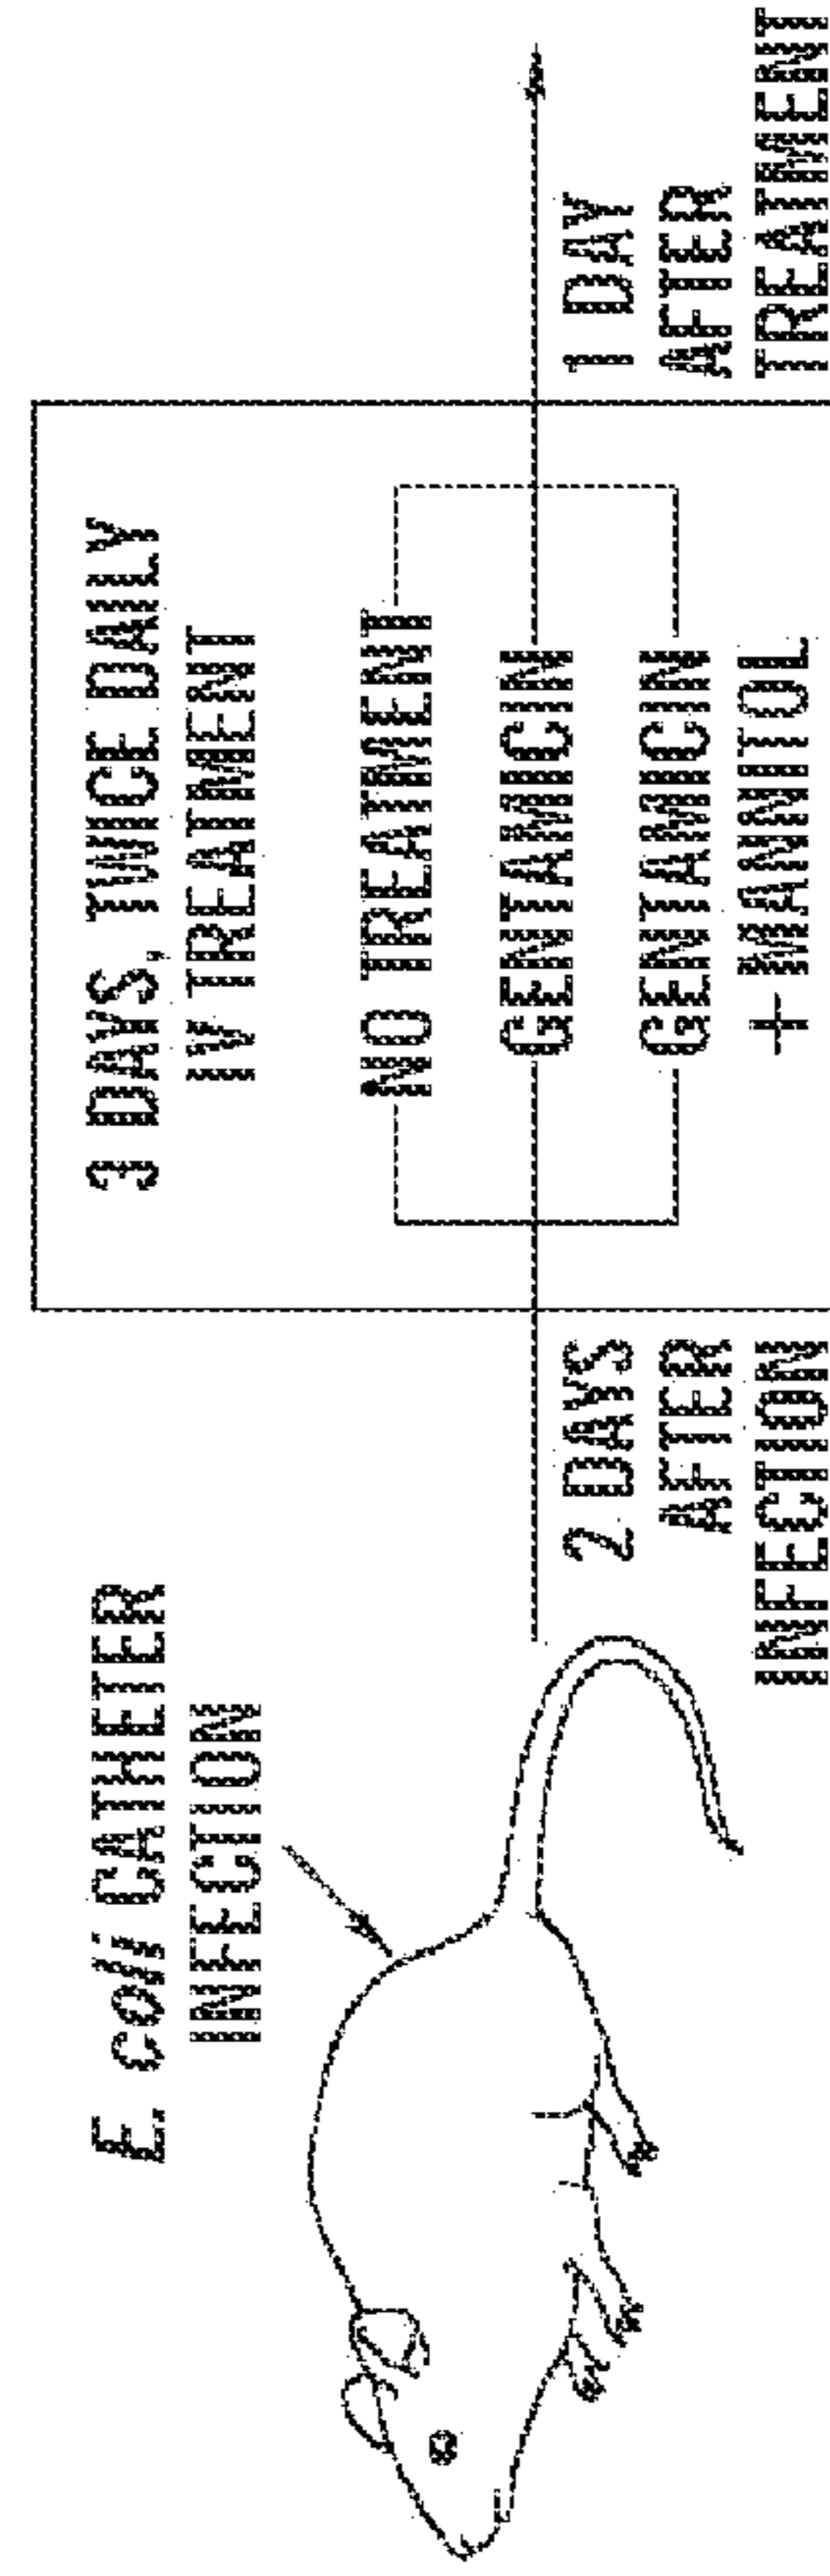 E. coli CATHETER
INFECTION
2 DAYS
AFTER
INFECTION
3 DAYS, TWICE DAILY
IV TREATMENT
NO TREATMENT
GENTAMICIN
GENTAMICIN
+ MANNITOL
1 DAY
AFTER
TREATMENT